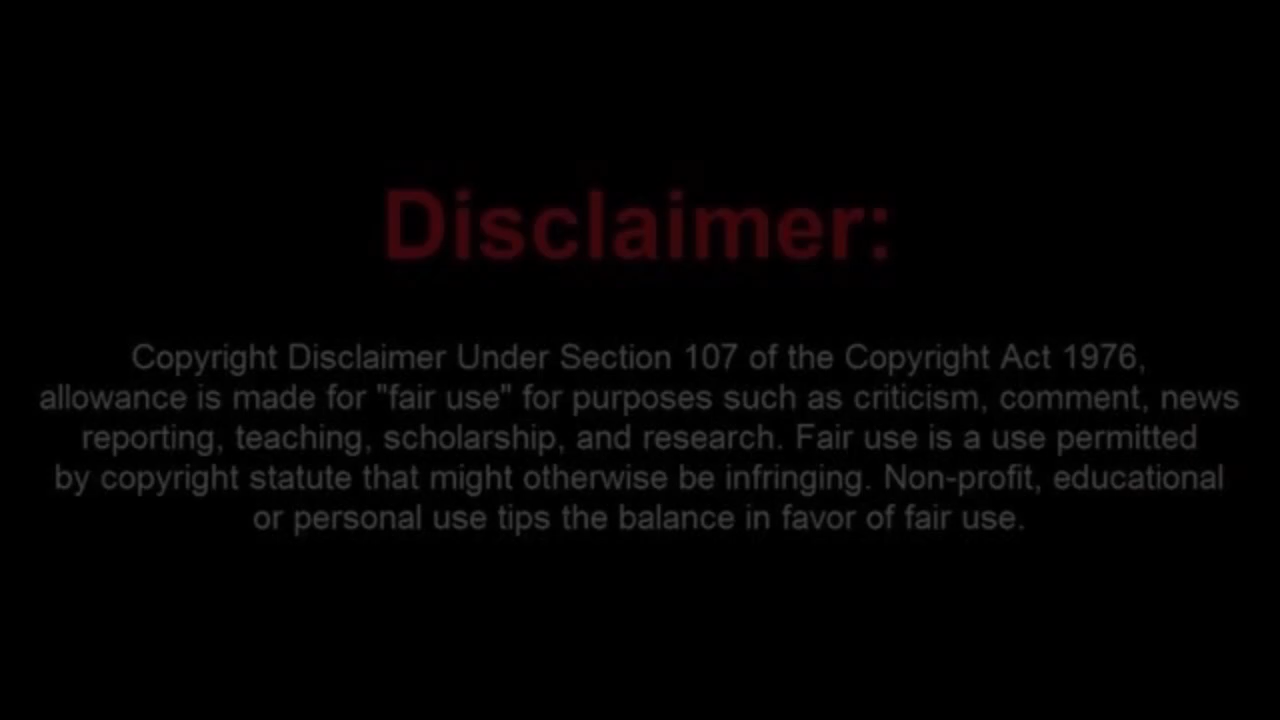 Disclaimer:
Copyright Disclaimer Under Section 107 of the Copyright Act 1976,
allowance is made for "fair use" for purposes such as criticism, comment, news
reporting, teaching, scholarship, and research. Fair use is a use permitted
by copyright statute that might otherwise be infringing. Non-profit, educational
or personal use tips the balance in favor of fair use.